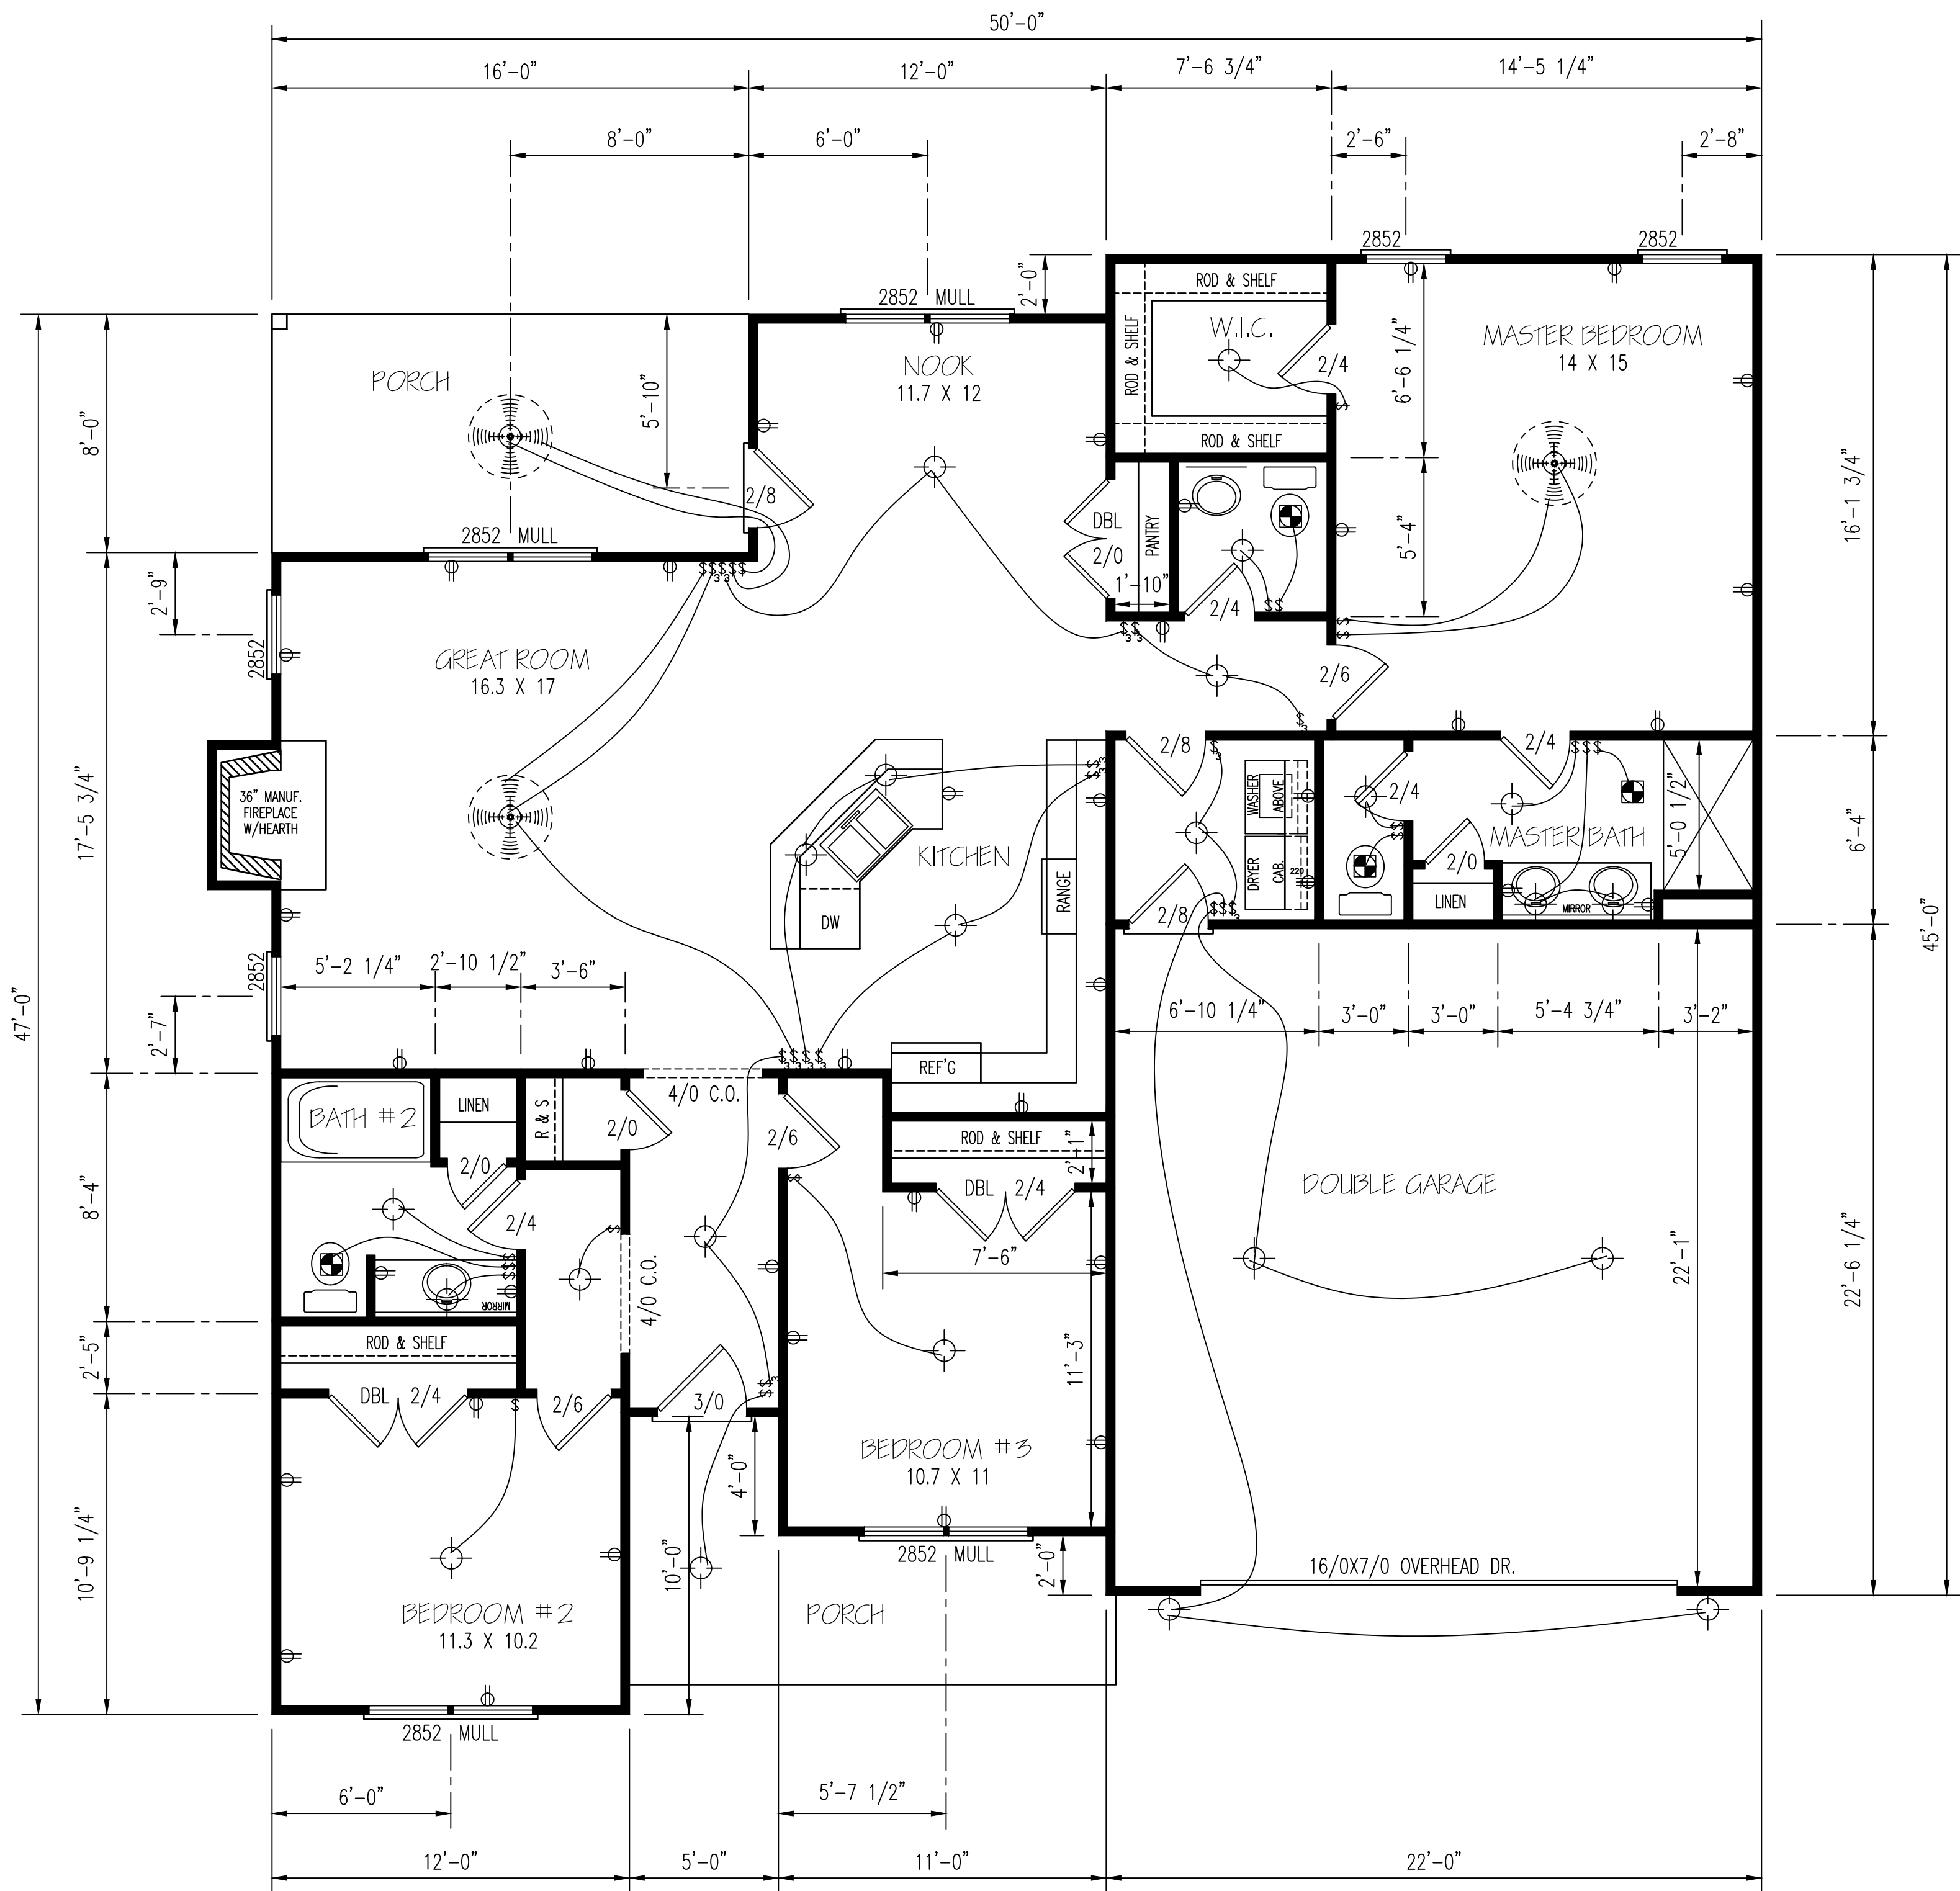 50'-0"
16'-0"
12'-0"
7'-6 3/4"
14'-5 1/4"
8'-0"
6'-0"
2'-6"
2'-8"
2852
2852
2'-0"
2852 MULL
ROD & SHELF
ROD & SHELF
W.I.C.
2/4
6'-6 1/4"
MASTER BEDROOM
14 X 15
NOOK
11.7 X 12
PORCH
5'-10"
8'-0"
ROD & SHELF
16'-1 3/4"
2/8
DBL
2/0
PANTRY
5'-4"
2852 MULL
1'-10"
2/4
2'-9"
2852
GREAT ROOM
16.3 X 17
2/6
2/8
2/4
36" MANUF.
FIREPLACE
W/HEARTH
17'-5 3/4"
WASHER
ABOVE
2/4
5'-0 1/2"
6'-4"
KITCHEN
MASTER BATH
RANGE
DRYER
CAB.
220
2/0
LINEN
MIRROR
DW
2/8
45'-0"
2852
5'-2 1/4"
2'-10 1/2"
3'-6"
47'-0"
2'-7"
6'-10 1/4"
3'-0"
3'-0"
5'-4 3/4"
3'-2"
REF'G
4/0 C.O.
BATH #2
LINEN
R & S
2/0
2/6
ROD & SHELF
2'-1"
2/0
DBL 2/4
DOUBLE GARAGE
8'-4"
2/4
7'-6"
22'-1"
22'-6 1/4"
4/0 C.O.
MIRROR
ROD & SHELF
2'-5"
11'-3"
DBL 2/4
2/6
3/0
BEDROOM #3
10.7 X 11
4'-0"
10'-9 1/4"
10'-0"
2852 MULL
2'-0"
16/0X7/0 OVERHEAD DR.
BEDROOM #2
11.3 X 10.2
PORCH
2852 MULL
6'-0"
5'-7 1/2"
12'-0"
5'-0"
11'-0"
22'-0"